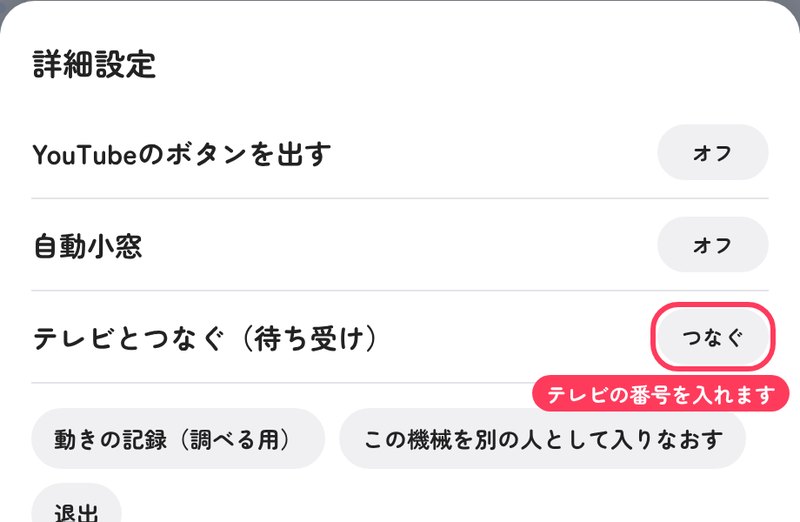 詳細設定
YouTubeのボタンを出す
オフ
自動小窓
オフ
テレビとつなぐ（待ち受け）
つなぐ
テレビの番号を入れます
動きの記録（調べる用）
この機械を別の人として入りなおす
退出